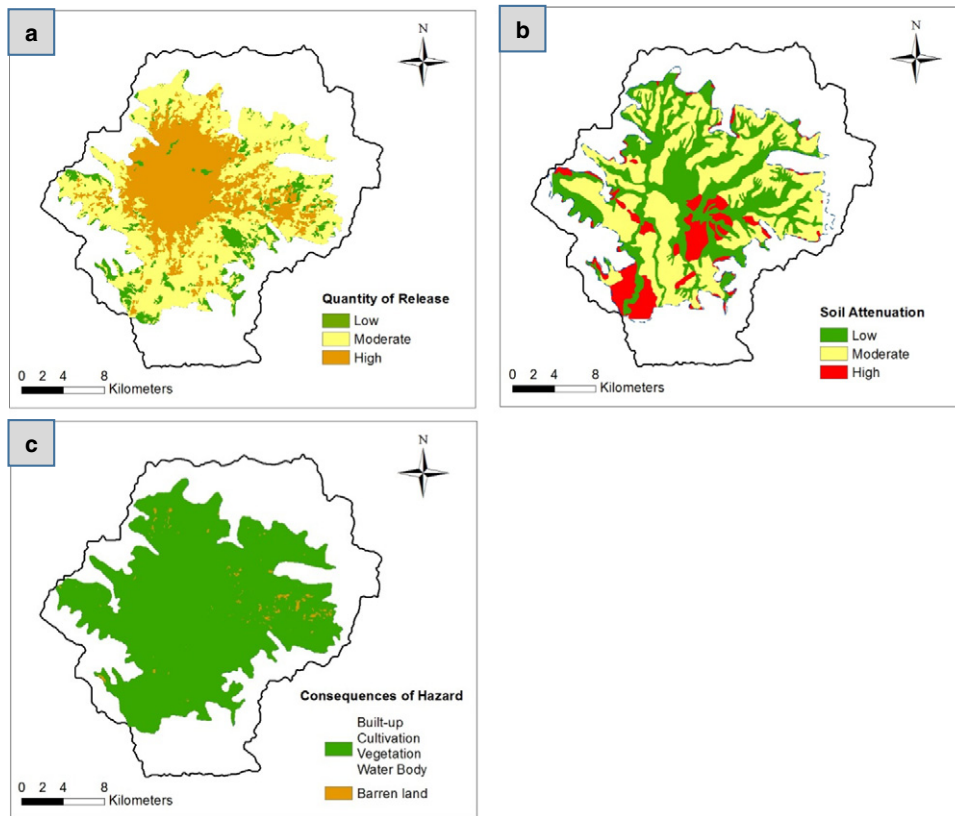 a
N
Quantity of Release
Low
Moderate
High
0 2 4 8
Kilometers
b
N
Soil Attenuation
Low
Moderate
High
0 2 4 8
Kilometers
c
N
Consequences of Hazard
Built-up
Cultivation
Vegetation
Water Body
Barren land
0 2 4 8
Kilometers